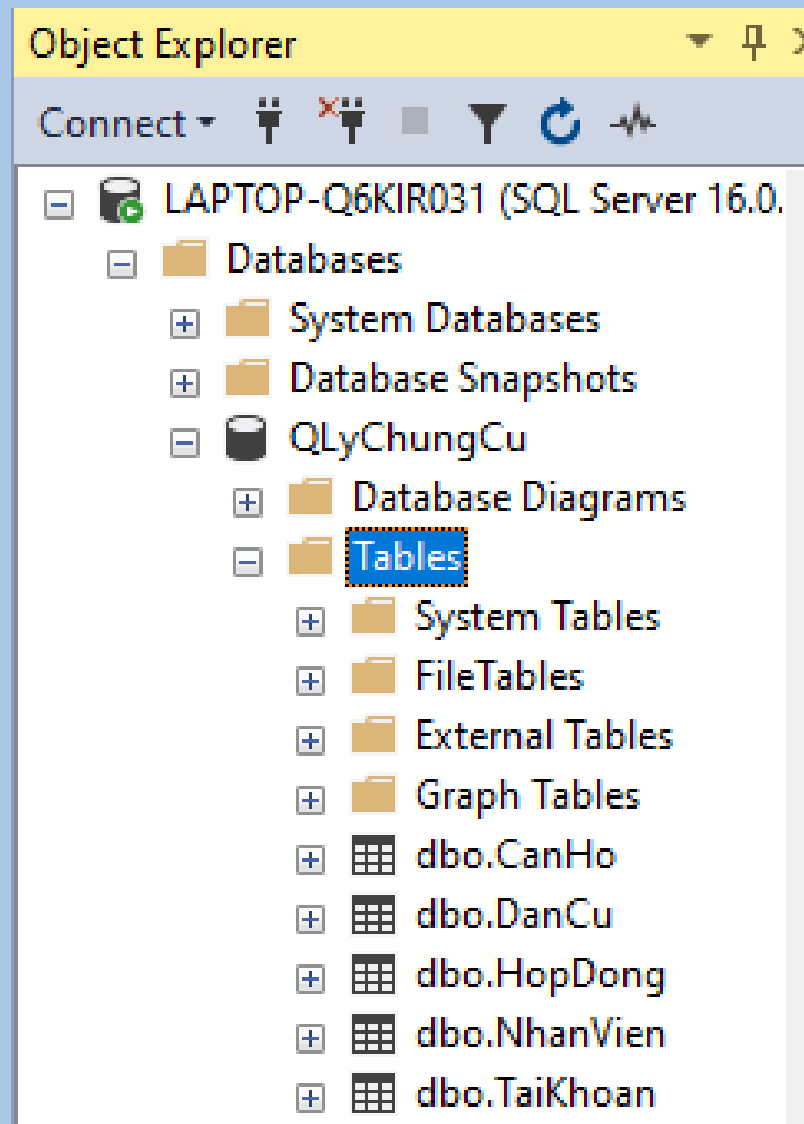 Object Explorer
Connect
LAPTOP-Q6KIR031 (SQL Server 16.0.
Databases
System Databases
Database Snapshots
QLyChungCu
Database Diagrams
Tables
System Tables
FileTables
External Tables
Graph Tables
dbo.CanHo
dbo.DanCu
dbo.HopDong
dbo.NhanVien
dbo.TaiKhoan